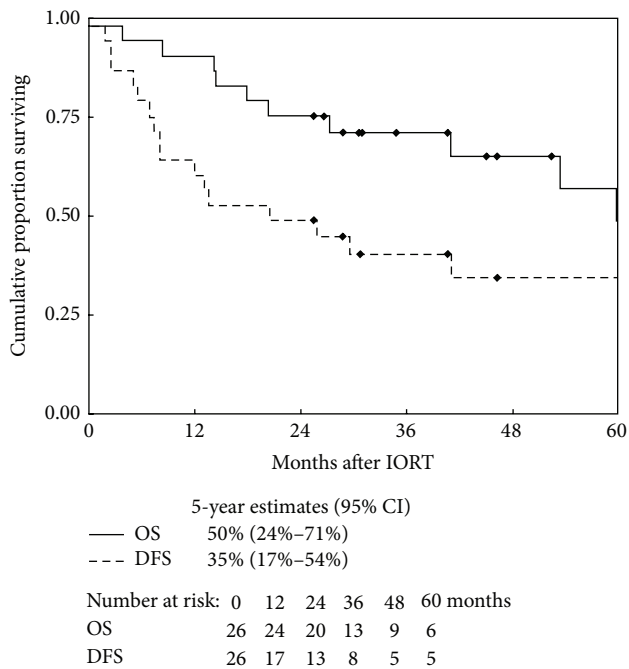 1.00
0.75
0.50
0.25
0.00
Cumulative proportion surviving
0 12 24 36 48 60
Months after IORT
5-year estimates (95% CI)
OS 50% (24%–71%)
DFS 35% (17%–54%)
Number at risk: 0 12 24 36 48 60 months
OS 26 24 20 13 9 6
DFS 26 17 13 8 5 5